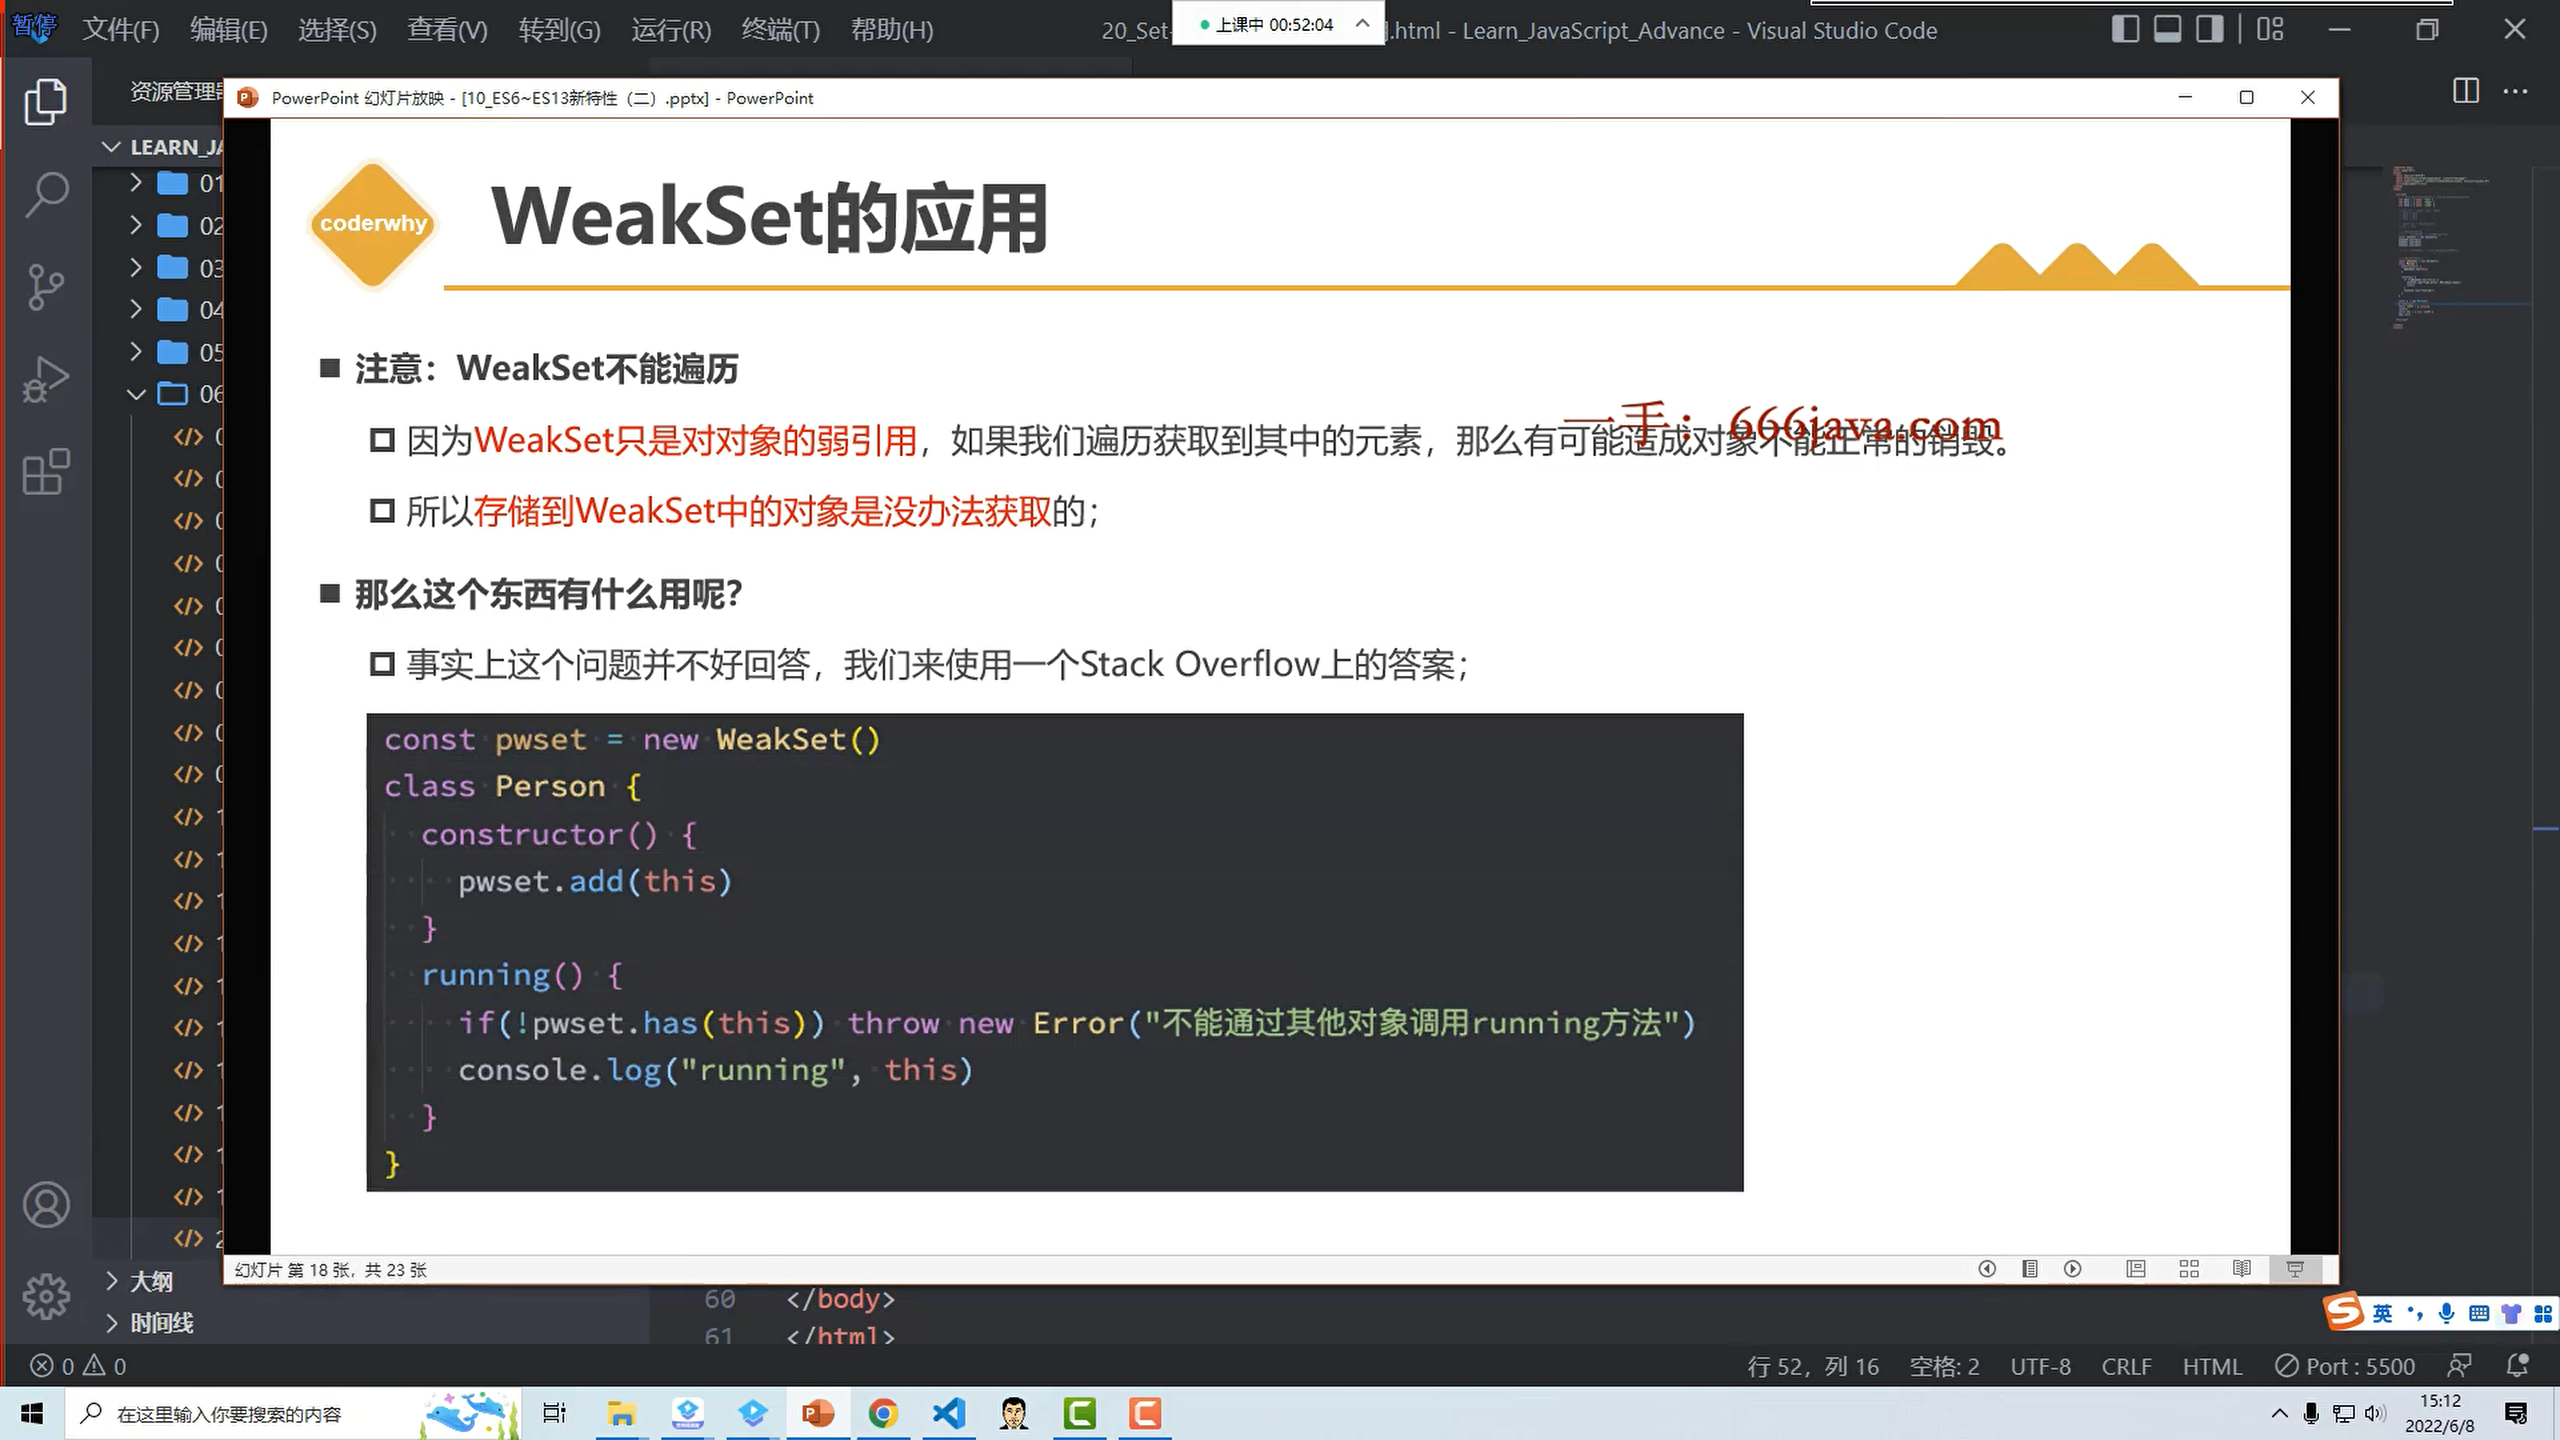 暂停
文件(F) 编辑(E) 选择(S) 查看(V) 转到(G) 运行(R) 终端(T) 帮助(H)
20_Set-
上课中 00:52:04
.html - Learn_JavaScript_Advance - Visual Studio Code
资源管理
PowerPoint 幻灯片放映 - [10_ES6~ES13新特性（二）.pptx] - PowerPoint
LEARN_JA
01
02
03
04
05
06
coderwhy
WeakSet的应用
注意：WeakSet不能遍历
因为WeakSet只是对对象的弱引用，如果我们遍历获取到其中的元素，那么有可能造成对象不能正常的销毁。
一手：666java.com
所以存储到WeakSet中的对象是没办法获取的；
那么这个东西有什么用呢？
事实上这个问题并不好回答，我们来使用一个Stack Overflow上的答案；
const pwset = new WeakSet()
class Person {
constructor() {
pwset.add(this)
}
running() {
if(!pwset.has(this)) throw new Error("不能通过其他对象调用running方法")
console.log("running", this)
}
}
幻灯片 第 18 张，共 23 张
大纲
时间线
60 </body>
61 </html>
英
0 0
行 52，列 16 空格: 2 UTF-8 CRLF HTML Port : 5500
在这里输入你要搜索的内容
15:12
2022/6/8